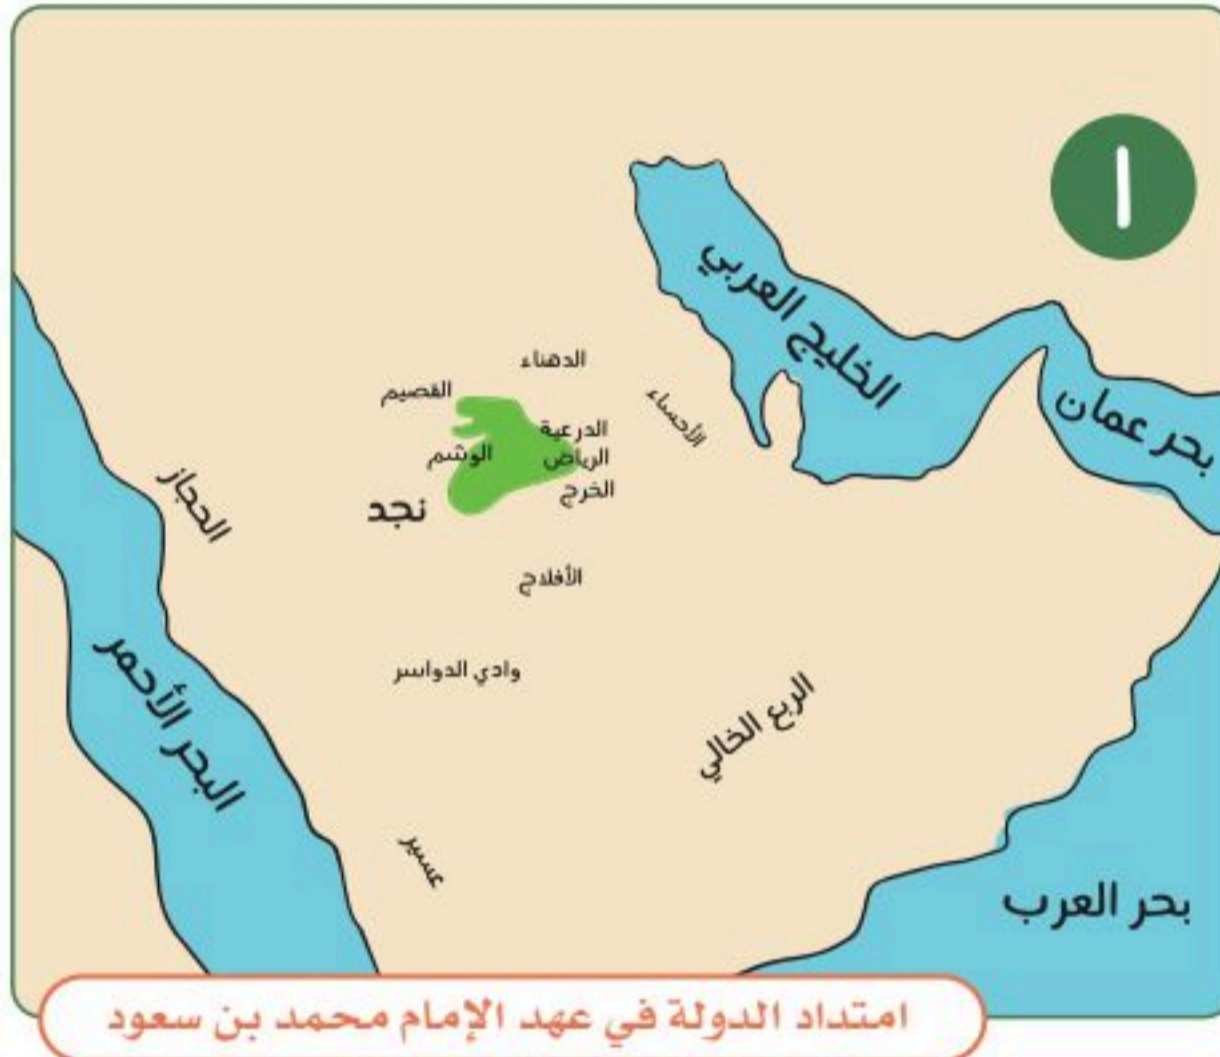 ١
الخليج العربي
بحر عمان
الدهناء
القصيم
الأحساء
الدرعية
الوشم
الرياض
الخرج
نجد
الحجاز
الأفلاج
وادي الدواسر
الربع الخالي
البحر الأحمر
عسير
بحر العرب
امتداد الدولة في عهد الإمام محمد بن سعود